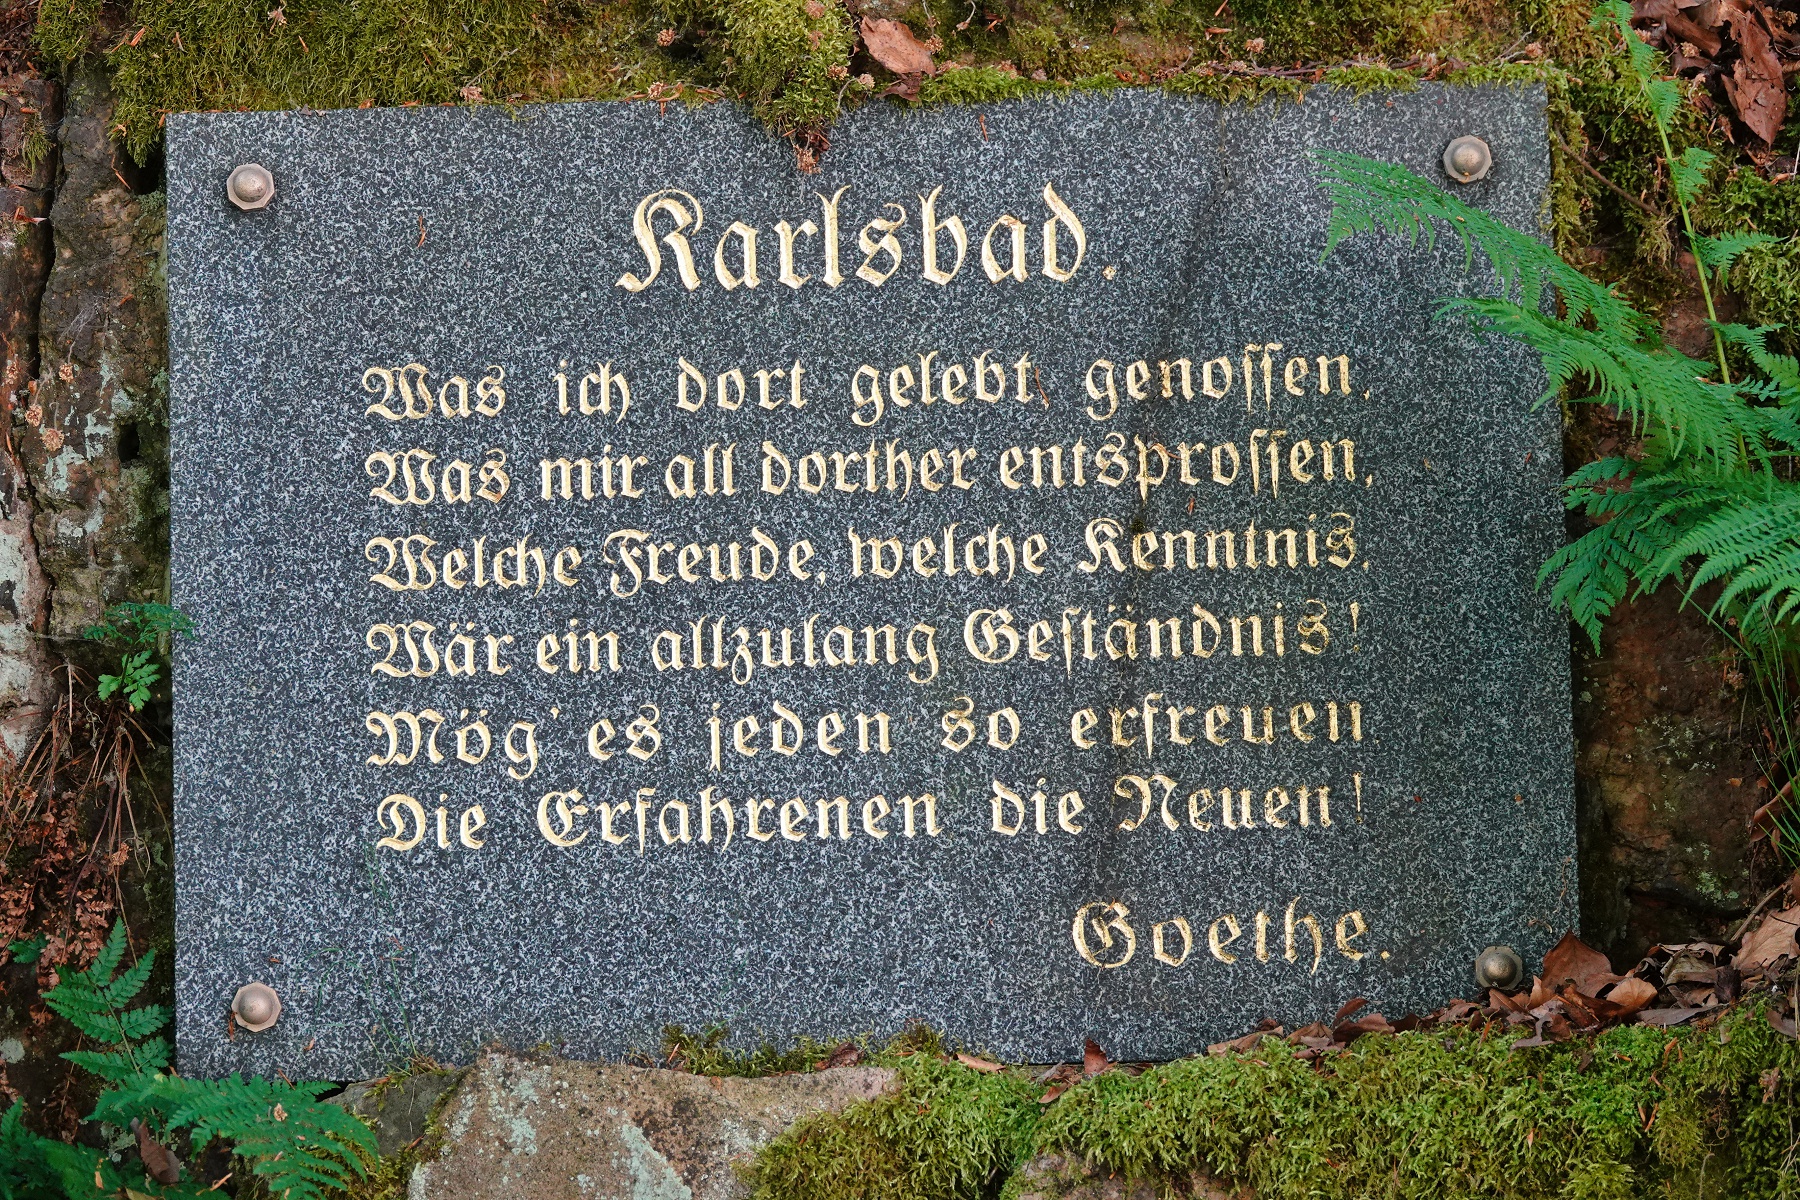 Karlsbad.
Was ich dort gelebt, genossen,
Was mir all dorther entsprossen,
Welche Freude, welche Kenntnis,
Wär ein allzulang Geständnis!
Mög' es jeden so erfreuen
Die Erfahrenen die Neuen!
Goethe.